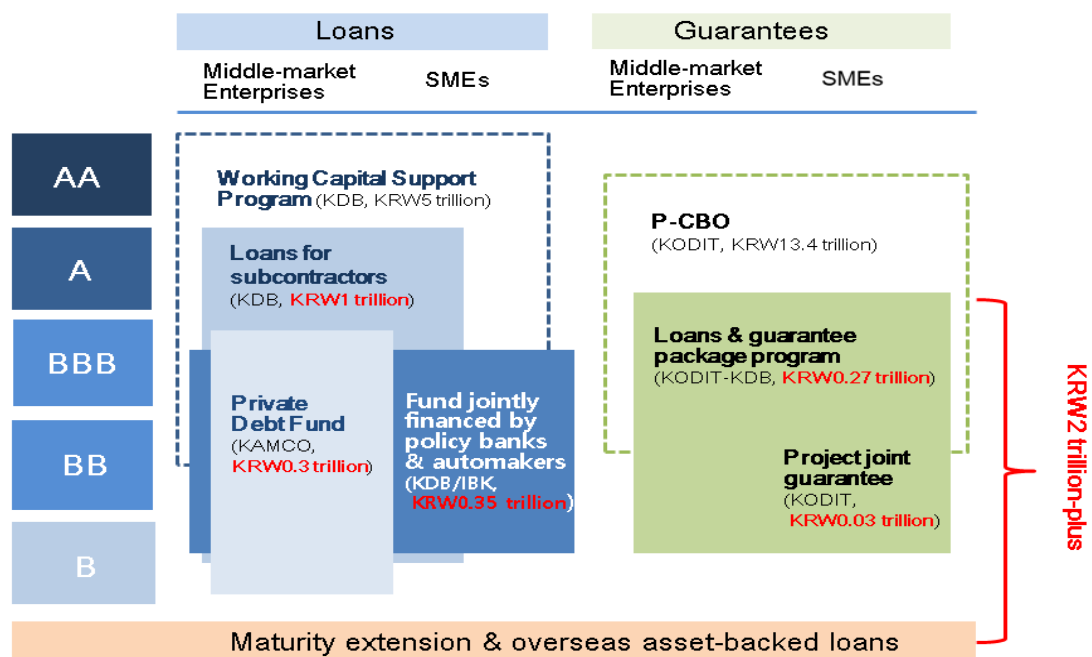 Loans
Guarantees
Middle-market
Enterprises
SMEs
Middle-market
Enterprises
SMEs
AA
A
BBB
BB
B
Working Capital Support
Program (KDB, KRW5 trillion)
Loans for
subcontractors
(KDB, KRW1 trillion)
Private
Debt Fund
(KAMCO,
KRW0.3 trillion)
Fund jointly
financed by
policy banks
& automakers
(KDB/IBK,
KRW0.35 trillion)
P-CBO
(KODIT, KRW13.4 trillion)
Loans & guarantee
package program
(KODIT-KDB, KRW0.27 trillion)
Project joint
guarantee
(KODIT,
KRW0.03 trillion)
KRW2 trillion-plus
Maturity extension & overseas asset-backed loans